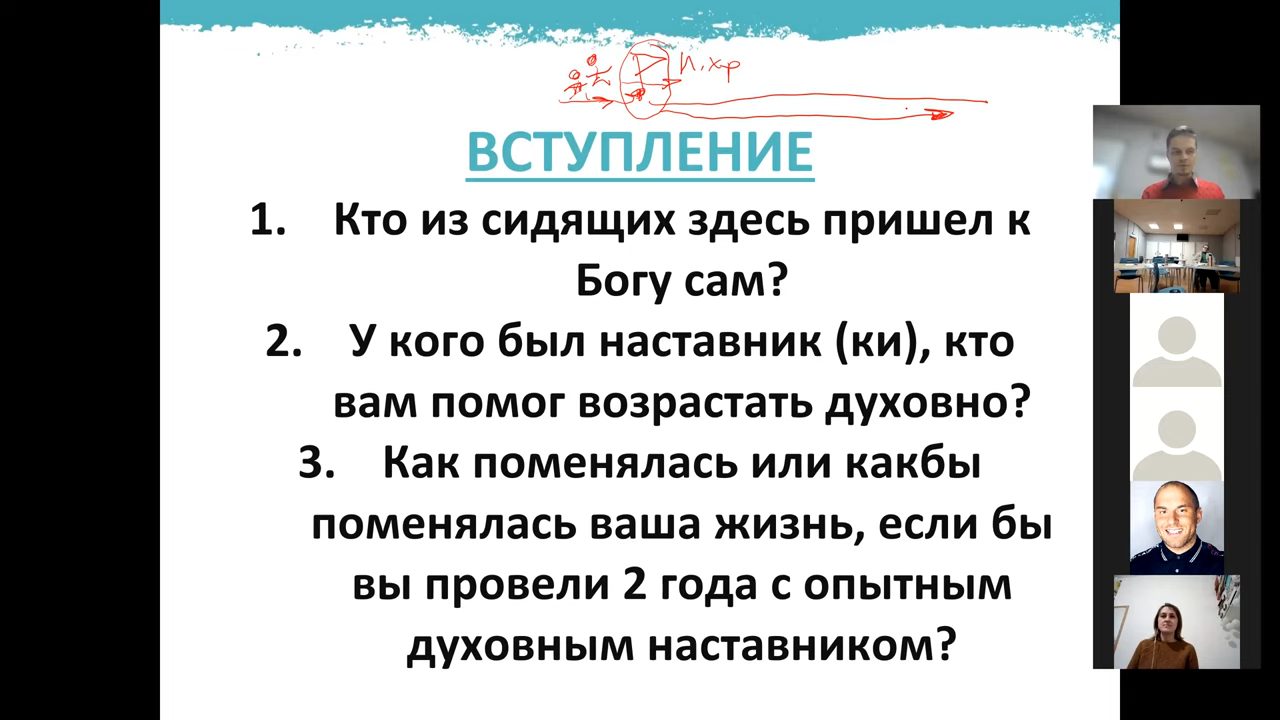 И.Хр
ВСТУПЛЕНИЕ
1. Кто из сидящих здесь пришел к
Богу сам?
2. У кого был наставник (ки), кто
вам помог возрастать духовно?
3. Как поменялась или какбы
поменялась ваша жизнь, если бы
вы провели 2 года с опытным
духовным наставником?